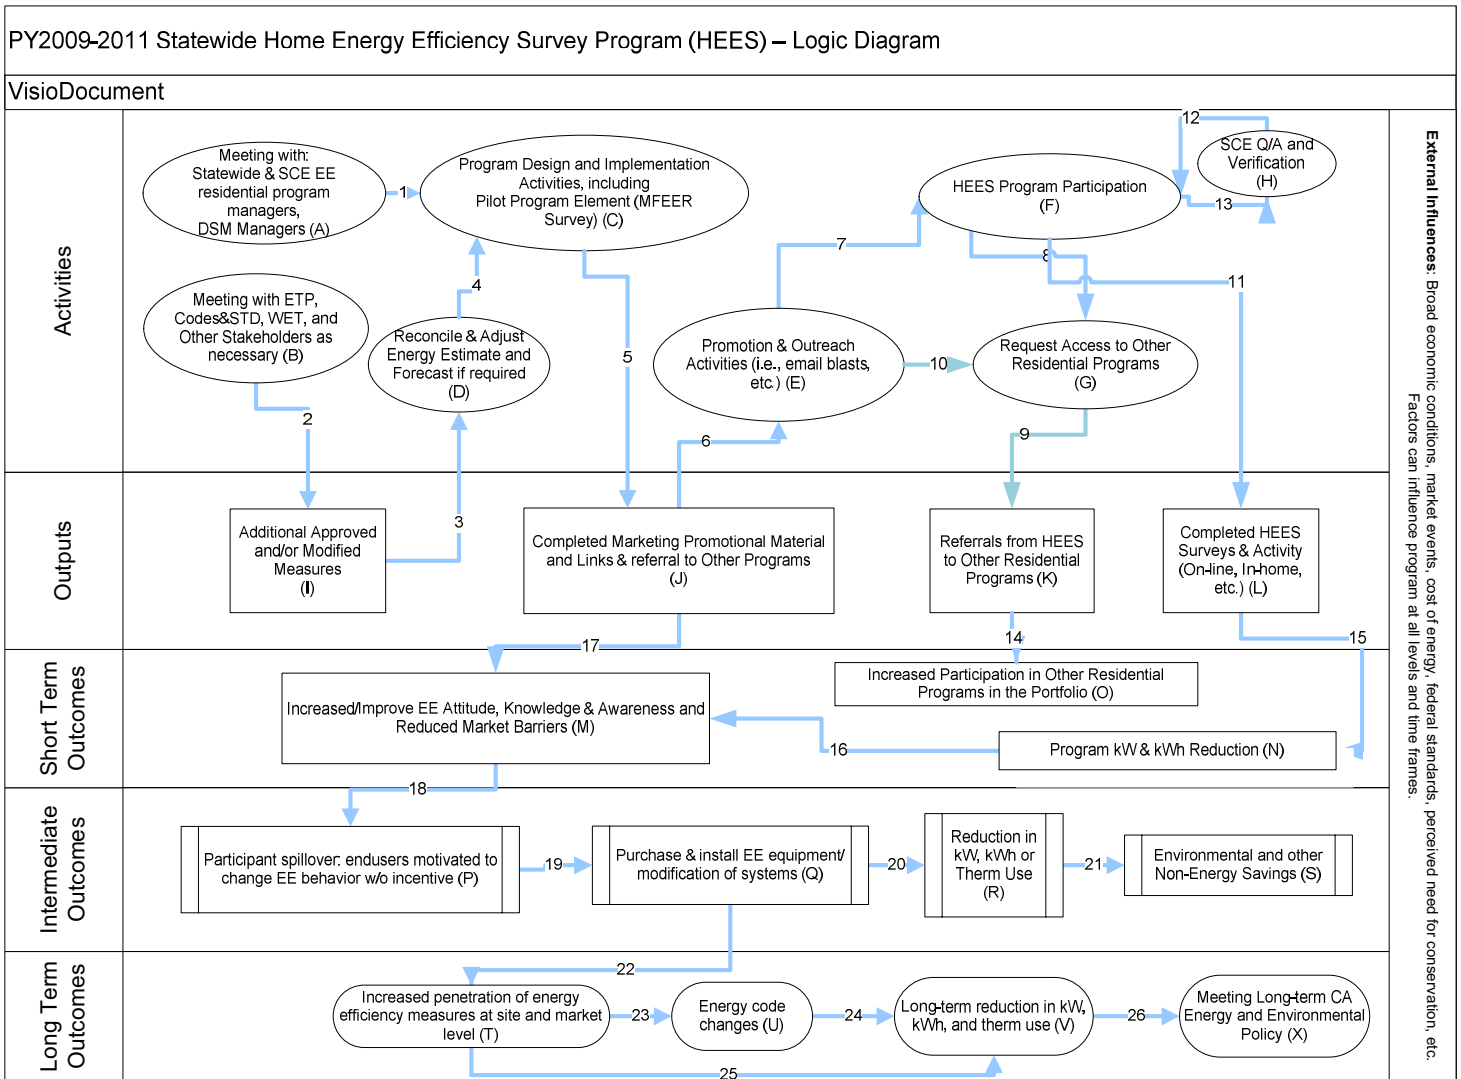 PY2009-2011 Statewide Home Energy Efficiency Survey Program (HEES) – Logic Diagram
VisioDocument
Activities
Meeting with:
Statewide & SCE EE
residential program
managers,
DSM Managers (A)
1
Program Design and Implementation
Activities, including
Pilot Program Element (MFEER
Survey) (C)
HEES Program Participation
(F)
12
SCE Q/A and
Verification
(H)
13
Meeting with ETP,
Codes&STD, WET, and
Other Stakeholders as
necessary (B)
2
Reconcile & Adjust
Energy Estimate and
Forecast if required
(D)
4
3
5
7
8
11
Promotion & Outreach
Activities (i.e., email blasts,
etc.) (E)
10
Request Access to Other
Residential Programs
(G)
6
9
Outputs
Additional Approved
and/or Modified
Measures
(I)
Completed Marketing Promotional Material
and Links & referral to Other Programs
(J)
Referrals from HEES
to Other Residential
Programs (K)
Completed HEES
Surveys & Activity
(On-line, In-home,
etc.) (L)
17
14
15
Short Term
Outcomes
Increased/Improve EE Attitude, Knowledge & Awareness and
Reduced Market Barriers (M)
Increased Participation in Other Residential
Programs in the Portfolio (O)
16
Program kW & kWh Reduction (N)
18
Intermediate
Outcomes
Participant spillover: endusers motivated to
change EE behavior w/o incentive (P)
19
Purchase & install EE equipment/
modification of systems (Q)
20
Reduction in
kW, kWh or
Therm Use
(R)
21
Environmental and other
Non-Energy Savings (S)
22
Long Term
Outcomes
Increased penetration of energy
efficiency measures at site and market
level (T)
23
Energy code
changes (U)
24
Long-term reduction in kW,
kWh, and therm use (V)
26
Meeting Long-term CA
Energy and Environmental
Policy (X)
25
External Influences: Broad economic conditions, market events, cost of energy, federal standards, perceived need for conservation, etc.
Factors can influence program at all levels and time frames.